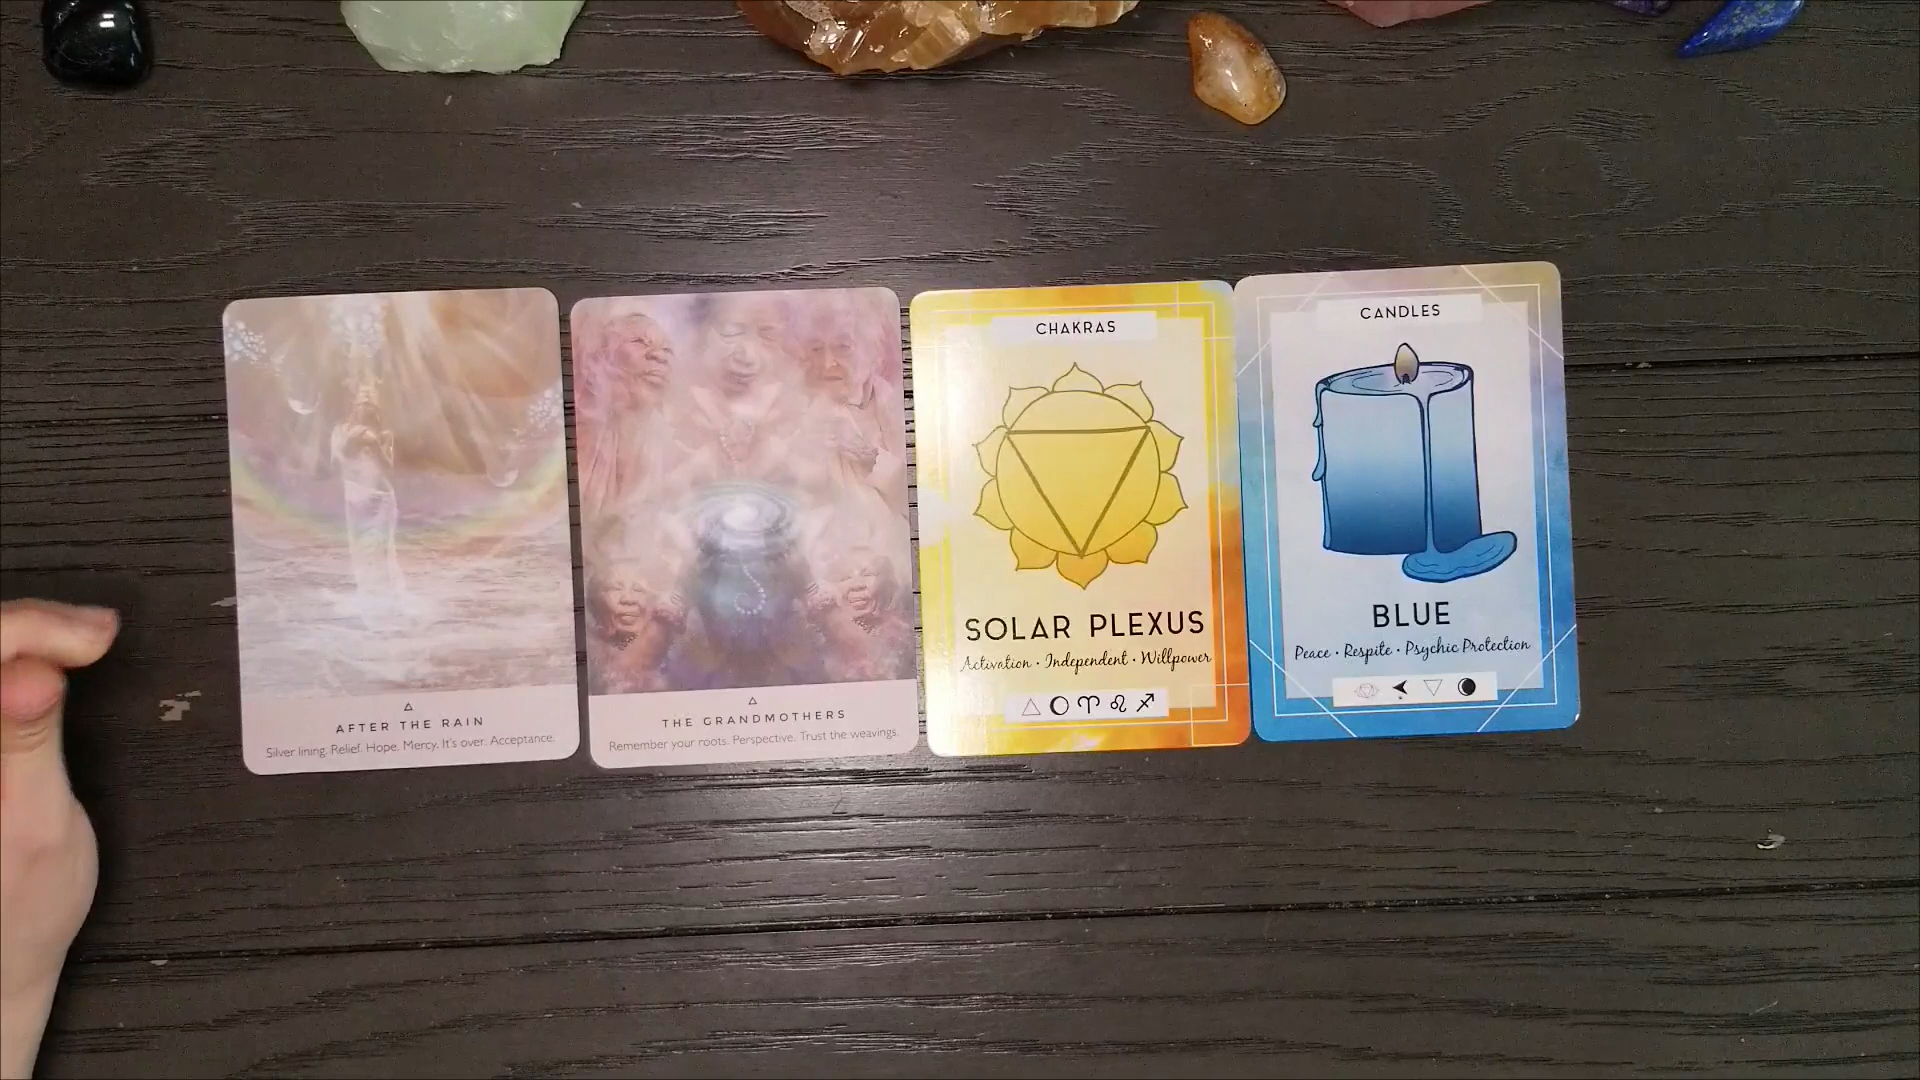 AFTER THE RAIN
Silver lining. Relief. Hope. Mercy. It's over. Acceptance.
THE GRANDMOTHERS
Remember your roots. Perspective. Trust the weavings.
CHAKRAS
SOLAR PLEXUS
Activation · Independent · Willpower
CANDLES
BLUE
Peace · Respite · Psychic Protection